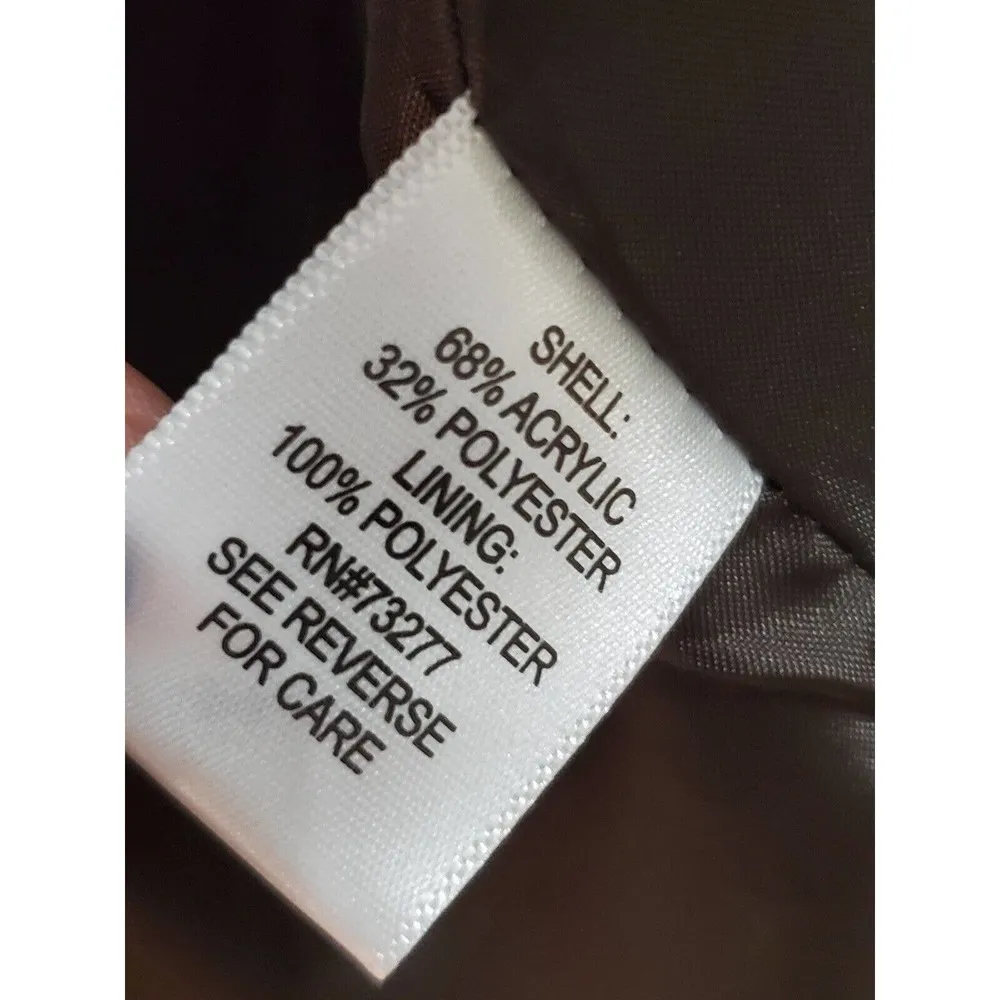 SHELL:
68% ACRYLIC
32% POLYESTER
LINING:
100% POLYESTER
RN#73277
SEE REVERSE
FOR CARE